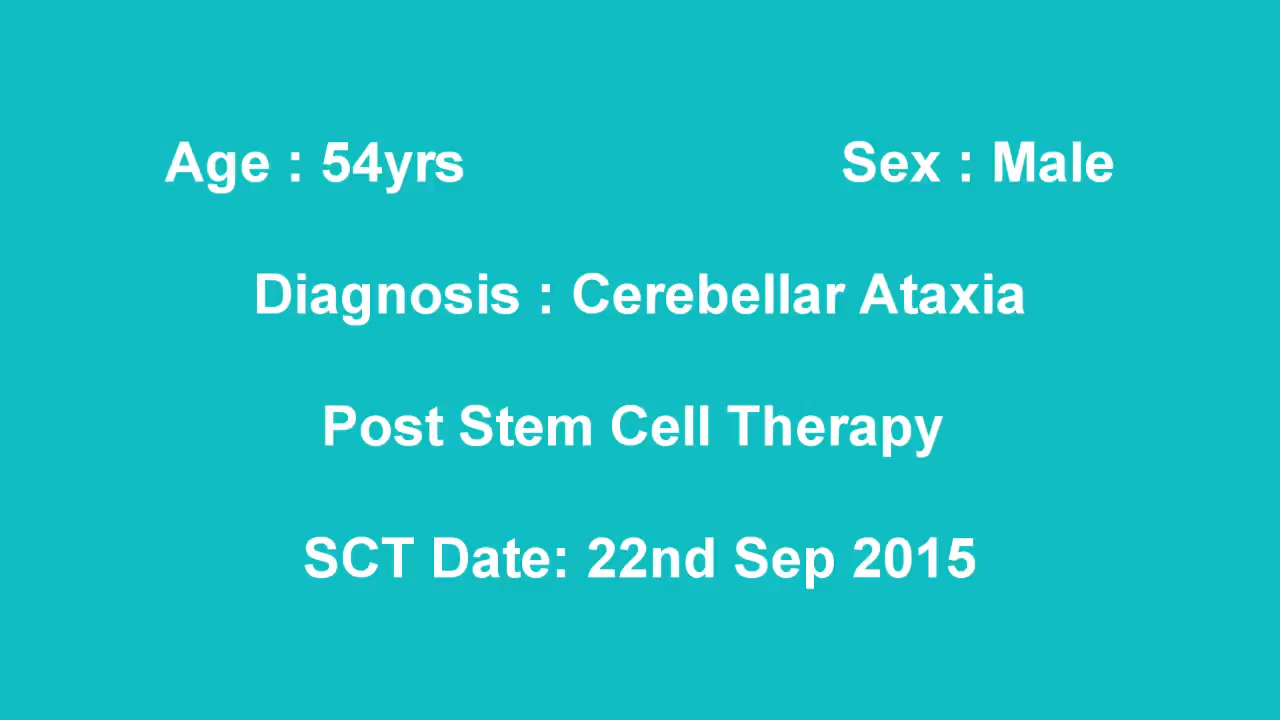 Age : 54yrs Sex : Male
Diagnosis : Cerebellar Ataxia
Post Stem Cell Therapy
SCT Date: 22nd Sep 2015